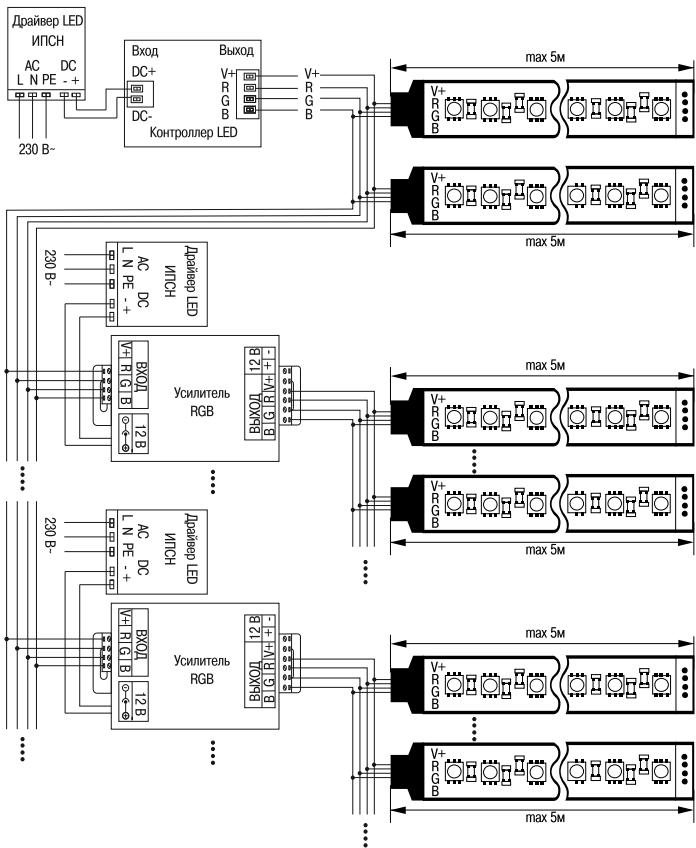 Драйвер LED
ИПСН
AC DC
L N PE - +
230 В~
Вход
Выход
DC+
DC-
Контроллер LED
V+
R
G
B
V+
R
G
B
max 5м
V+
R
G
B
V+
R
G
B
max 5м
230 В~
L N PE - +
AC DC
Драйвер LED
ИПСН
V+ R G B
ВХОД
12 В
Усилитель
RGB
12 В
ВЫХОД
B G R V+ + -
max 5м
V+
R
G
B
V+
R
G
B
max 5м
230 В~
L N PE - +
AC DC
Драйвер LED
ИПСН
V+ R G B
ВХОД
12 В
Усилитель
RGB
12 В
ВЫХОД
B G R V+ + -
max 5м
V+
R
G
B
V+
R
G
B
max 5м